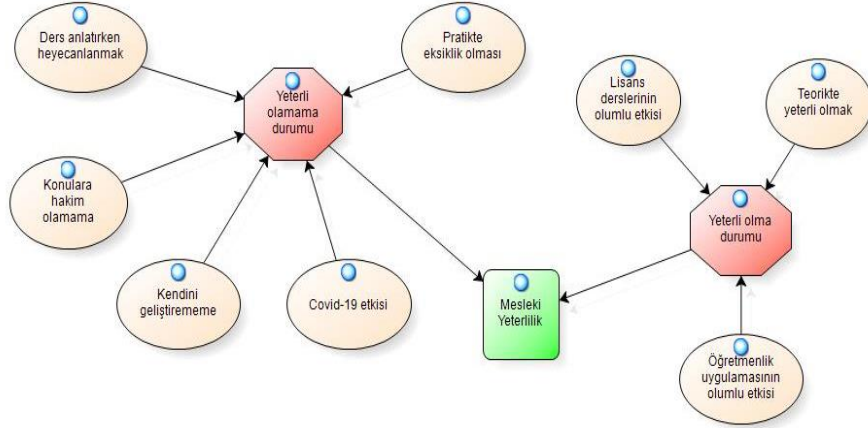 Ders anlatırken
heyecanlanmak
Pratikte
eksiklik olması
Yeterli
olamama
durumu
Lisans
derslerinin
olumlu etkisi
Teorikte
yeterli olmak
Konulara
hakim
olamama
Yeterli olma
durumu
Kendini
geliştirememe
Covid-19 etkisi
Mesleki
Yeterlilik
Öğretmenlik
uygulamasının
olumlu etkisi